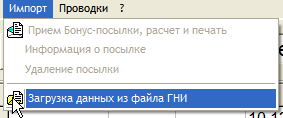 Импорт Проводки ?
Прием Бонус-посылки, расчет и печать
Информация о посылке
Удаление посылки
Загрузка данных из файла ГНИ